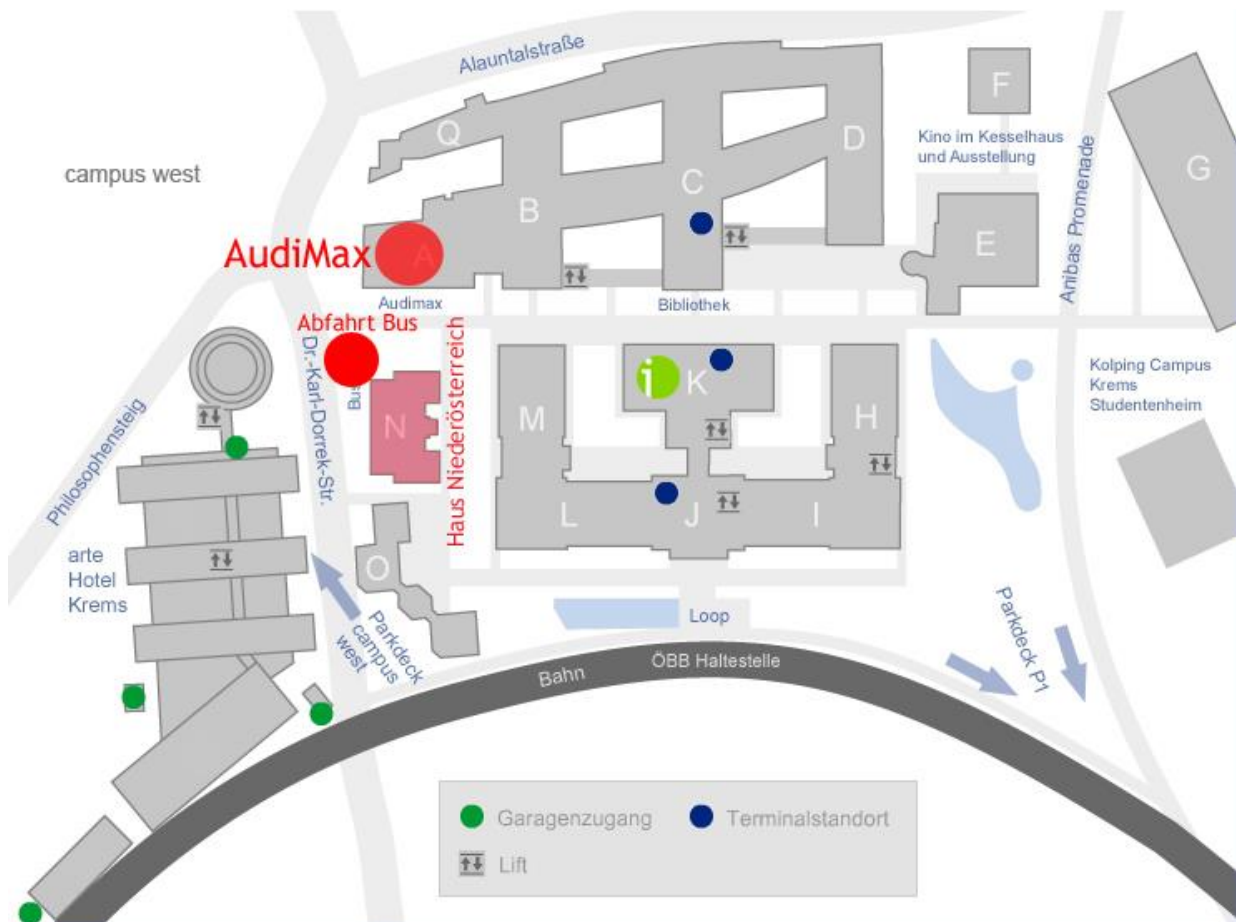 Alauntalstraße
campus west
Q
B
C
D
F
Kino im Kesselhaus
und Ausstellung
G
Anibas Promenade
E
AudiMax
A
Audimax
Bibliothek
Abfahrt Bus
Bus
Dr.-Karl-Dorrek-Str.
Philosophensteig
N
Haus Niederösterreich
M
i
K
H
Kolping Campus
Krems
Studentenheim
L
J
I
O
arte
Hotel
Krems
Parkdeck
campus
west
Loop
Parkdeck P1
Bahn
ÖBB Haltestelle
Garagenzugang
Terminalstandort
Lift